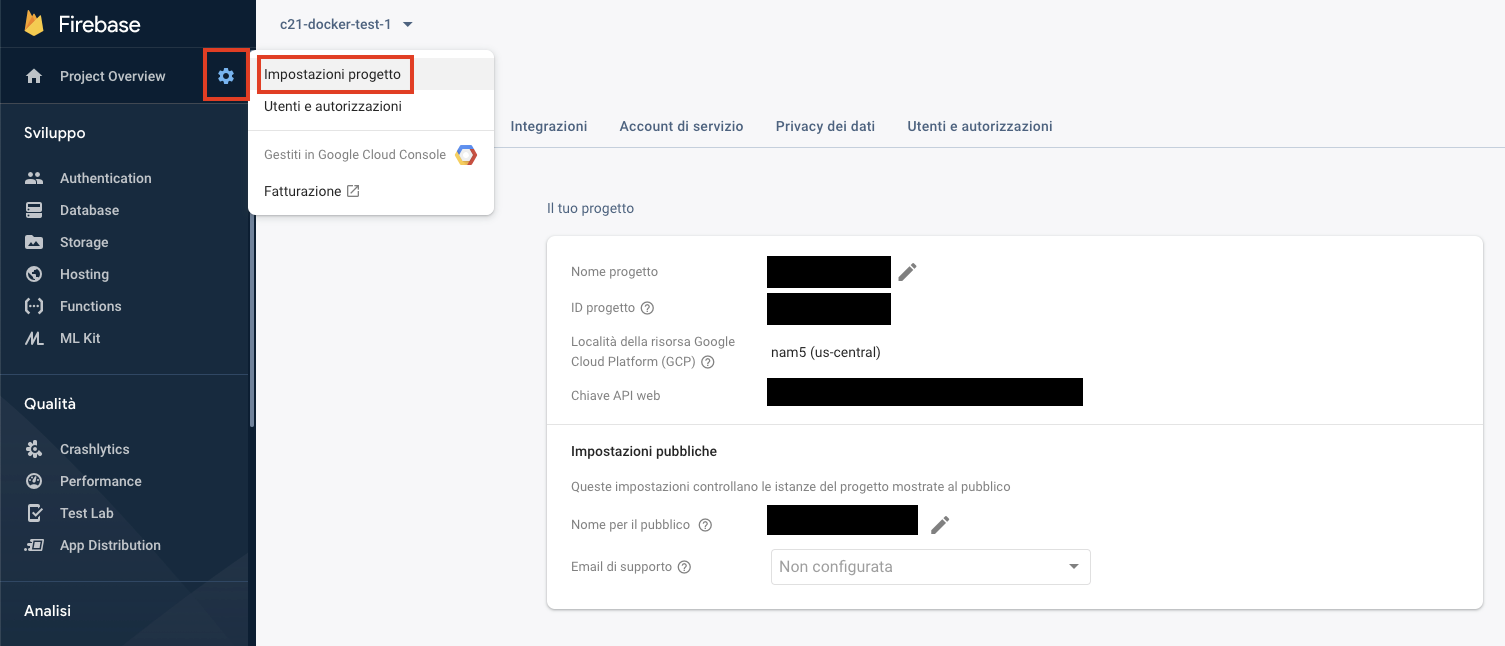 Firebase
c21-docker-test-1
Project Overview
Impostazioni progetto
Utenti e autorizzazioni
Gestiti in Google Cloud Console
Fatturazione
Sviluppo
Authentication
Database
Storage
Hosting
Functions
ML Kit
Qualità
Crashlytics
Performance
Test Lab
App Distribution
Analisi
Integrazioni
Account di servizio
Privacy dei dati
Utenti e autorizzazioni
Il tuo progetto
Nome progetto
ID progetto
Località della risorsa Google
Cloud Platform (GCP)
nam5 (us-central)
Chiave API web
Impostazioni pubbliche
Queste impostazioni controllano le istanze del progetto mostrate al pubblico
Nome per il pubblico
Email di supporto
Non configurata